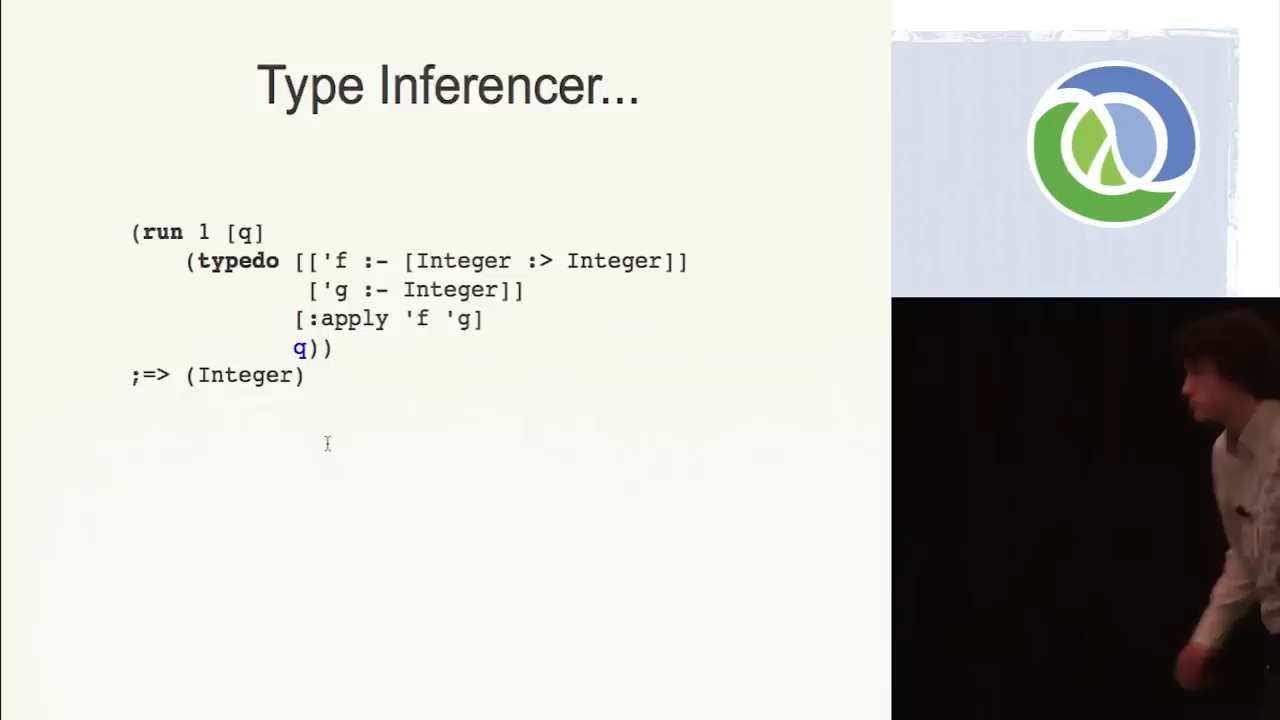 Type Inferencer...
(run 1 [q]
(typedo [['f :- [Integer :> Integer]]
['g :- Integer]]
[:apply 'f 'g]
q))
;=> (Integer)